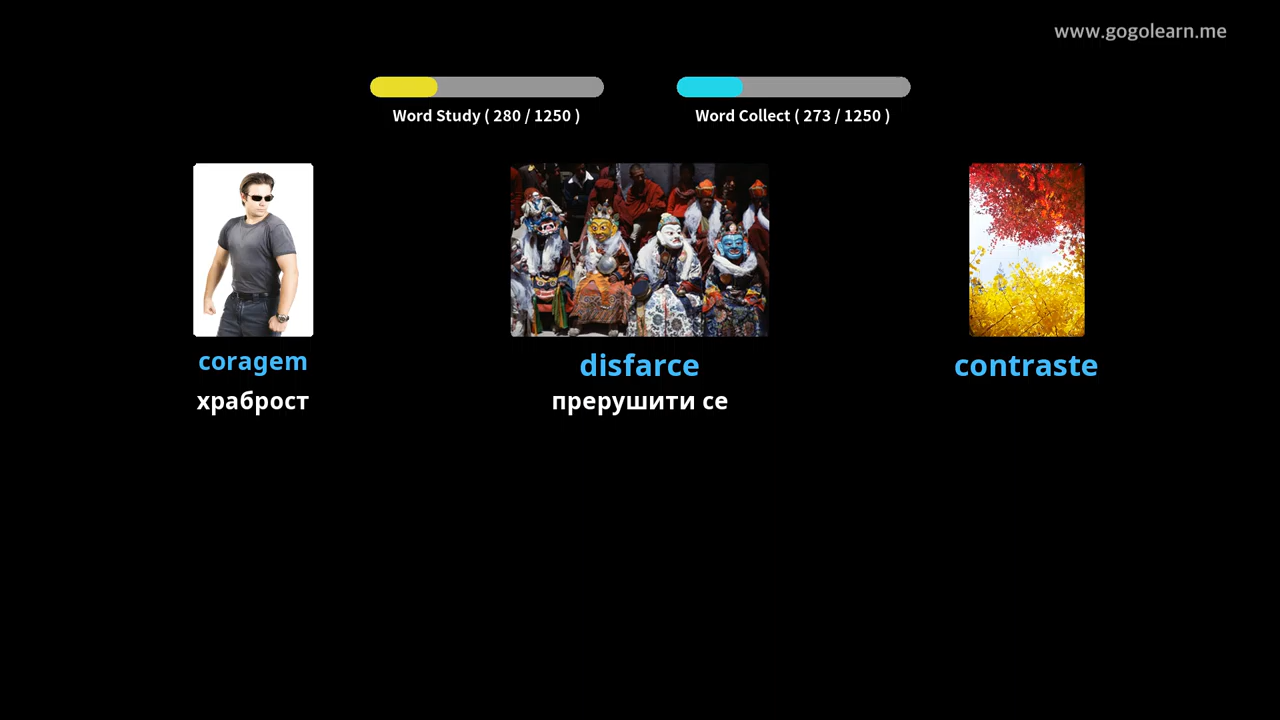 www.gogolearn.me
Word Study ( 280 / 1250 )
Word Collect ( 273 / 1250 )
coragem
храброст
disfarce
прерушити се
contraste